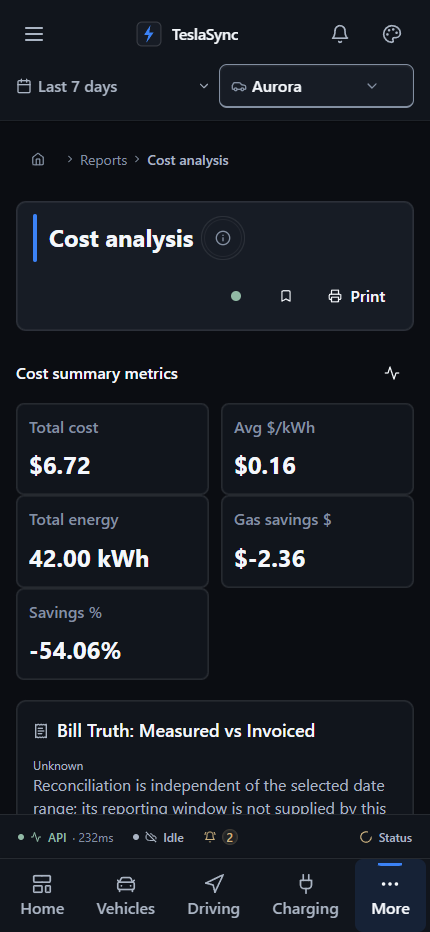 TeslaSync
Last 7 days
Aurora
Reports
Cost analysis
Cost analysis
Print
Cost summary metrics
Total cost
$6.72
Avg $/kWh
$0.16
Total energy
42.00 kWh
Gas savings $
$-2.36
Savings %
-54.06%
Bill Truth: Measured vs Invoiced
Unknown
Reconciliation is independent of the selected date
range; its reporting window is not supplied by this
API · 232ms
Idle
2
Status
Home
Vehicles
Driving
Charging
More